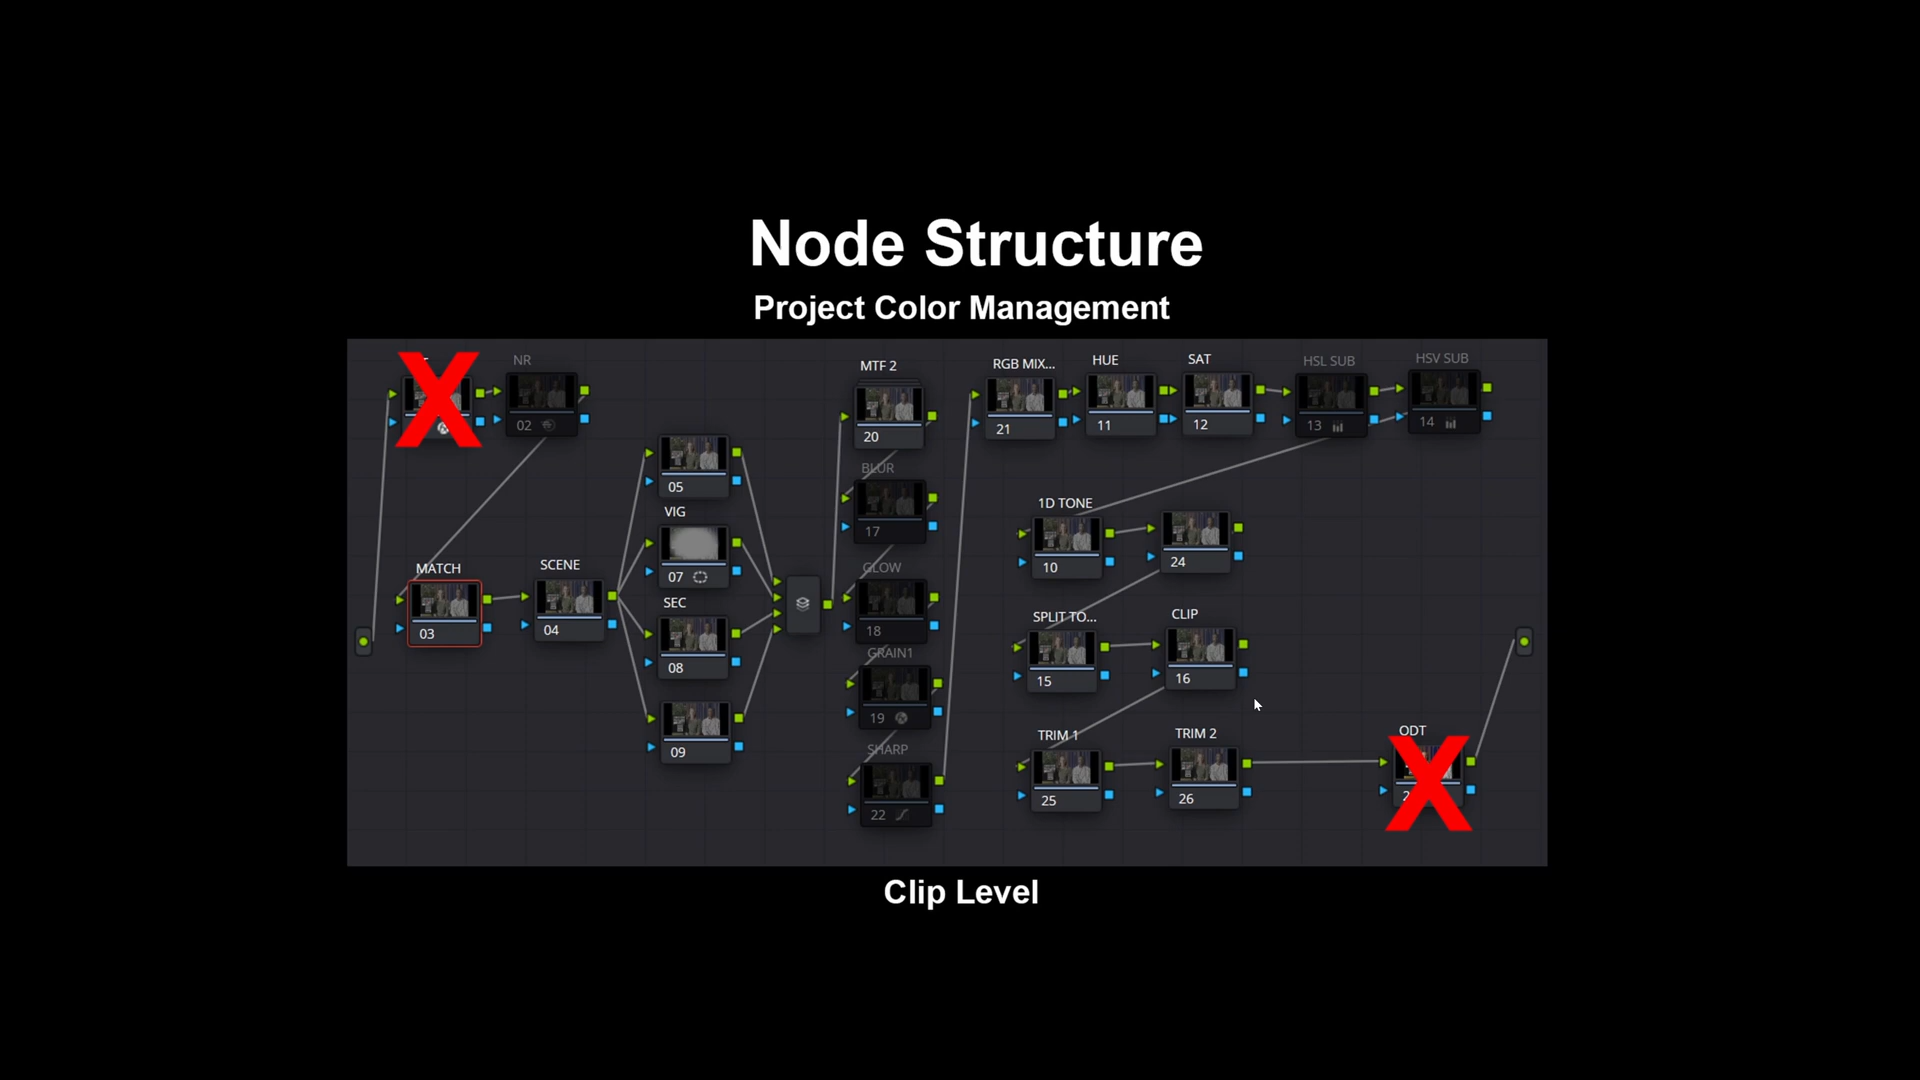 Node Structure
Project Color Management
NR
02
MATCH
03
SCENE
04
05
VIG
07
SEC
08
09
MTF 2
20
BLUR
17
GLOW
18
GRAIN1
19
SHARP
22
RGB MIX...
21
HUE
11
SAT
12
HSL SUB
13
HSV SUB
14
1D TONE
10
24
SPLIT TO...
15
CLIP
16
TRIM 1
25
TRIM 2
26
ODT
Clip Level